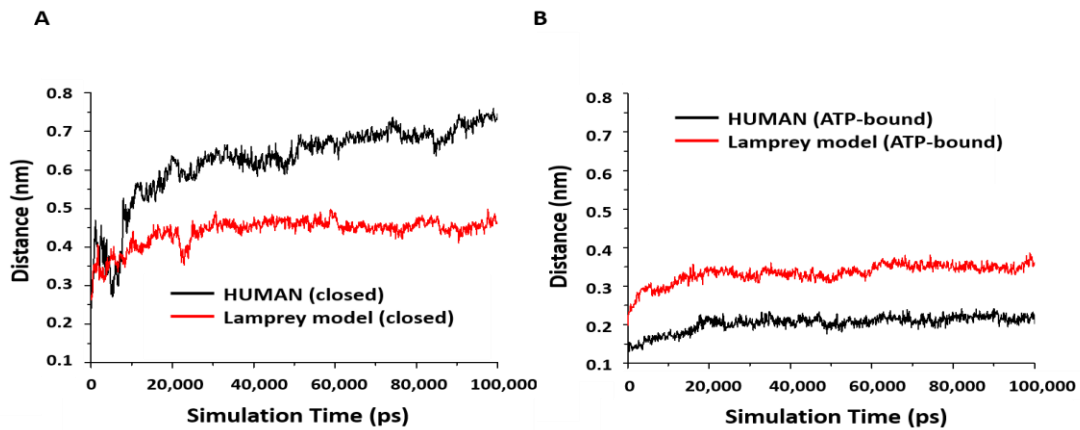 A
0.8
0.7
0.6
0.5
0.4
0.3
0.2
0.1
Distance (nm)
HUMAN (closed)
Lamprey model (closed)
0
20,000
40,000
60,000
80,000
100,000
Simulation Time (ps)
B
0.8
0.7
0.6
0.5
0.4
0.3
0.2
0.1
Distance (nm)
HUMAN (ATP-bound)
Lamprey model (ATP-bound)
0
20,000
40,000
60,000
80,000
100,000
Simulation Time (ps)